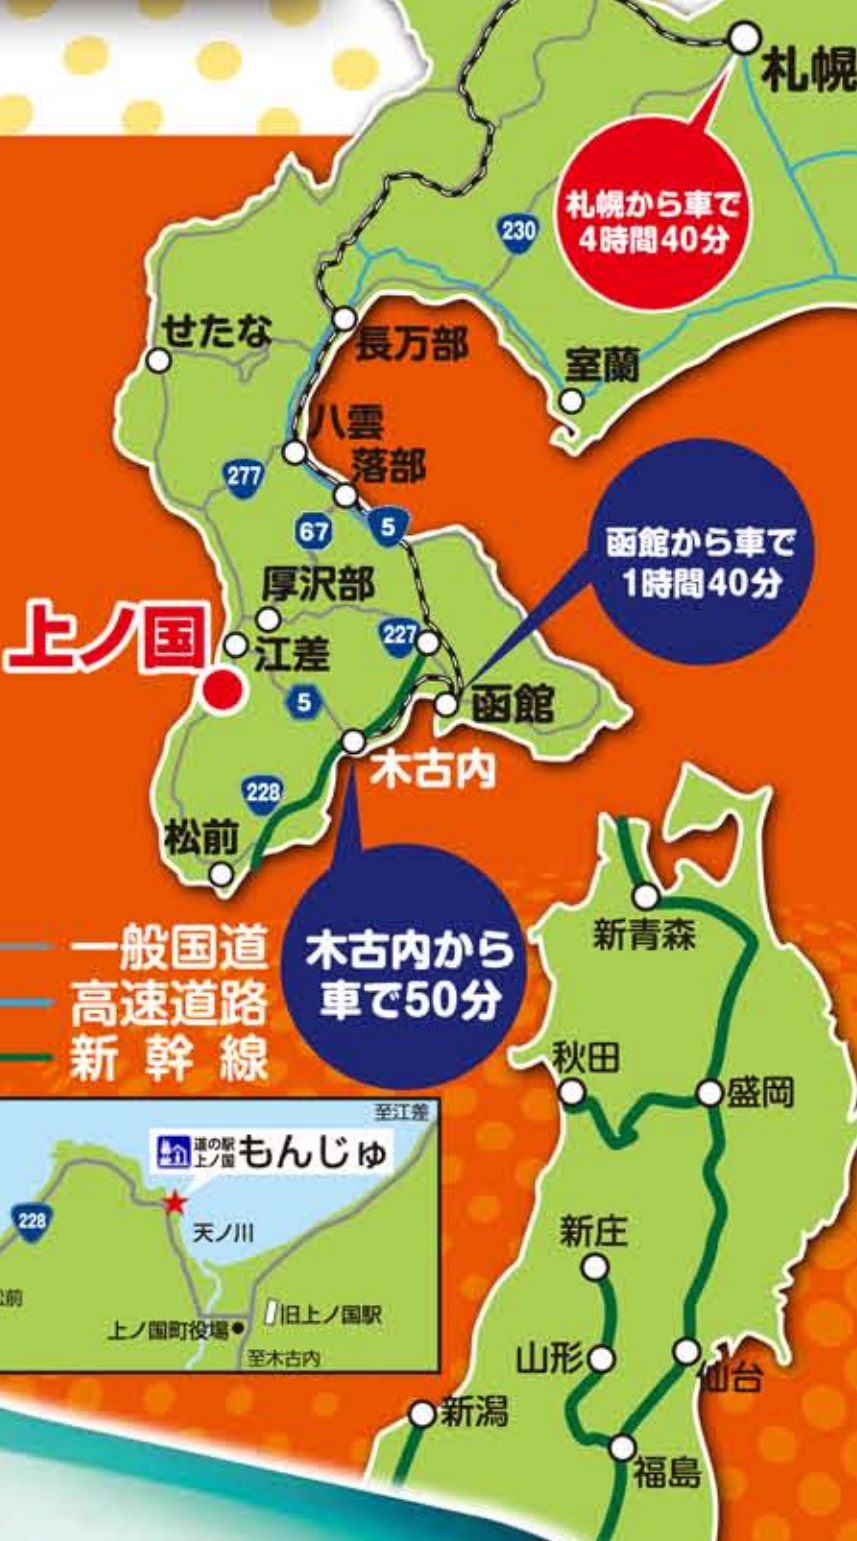 札幌
札幌から車で
4時間40分
230
せたな
長万部
室蘭
八雲
落部
277
67
5
函館から車で
1時間40分
厚沢部
上ノ国
江差
227
5
函館
木古内
228
松前
新青森
一般国道
高速道路
新幹線
木古内から
車で50分
秋田
盛岡
至江差
道の駅
上ノ国
もんじゅ
228
天ノ川
新庄
旧上ノ国駅
上ノ国町役場
至木古内
山形
仙台
新潟
福島